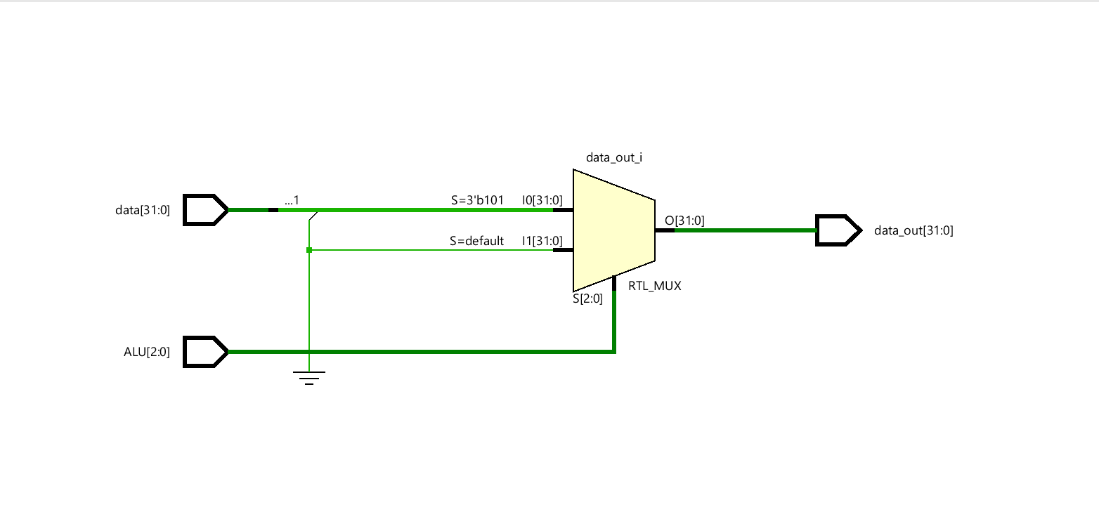 data_out_i
data[31:0]
...1
S=3'b101
I0[31:0]
O[31:0]
data_out[31:0]
S=default
I1[31:0]
RTL_MUX
S[2:0]
ALU[2:0]